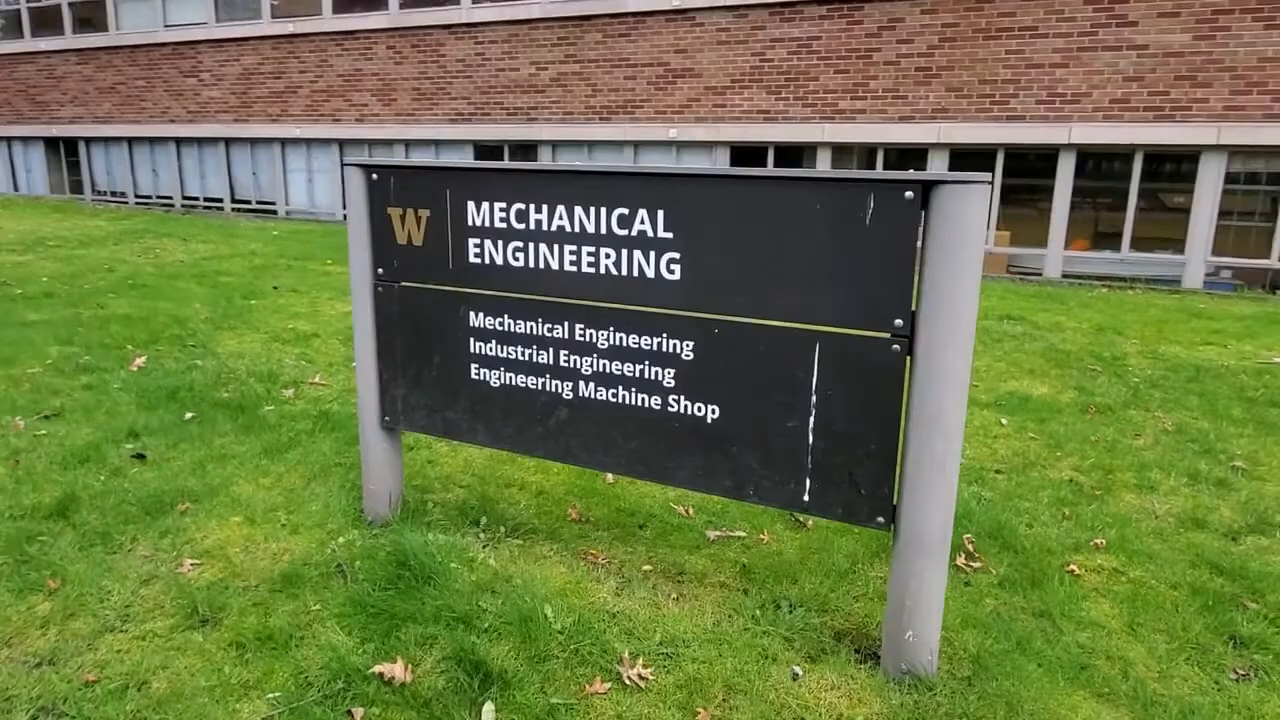 W
MECHANICAL
ENGINEERING
Mechanical Engineering
Industrial Engineering
Engineering Machine Shop